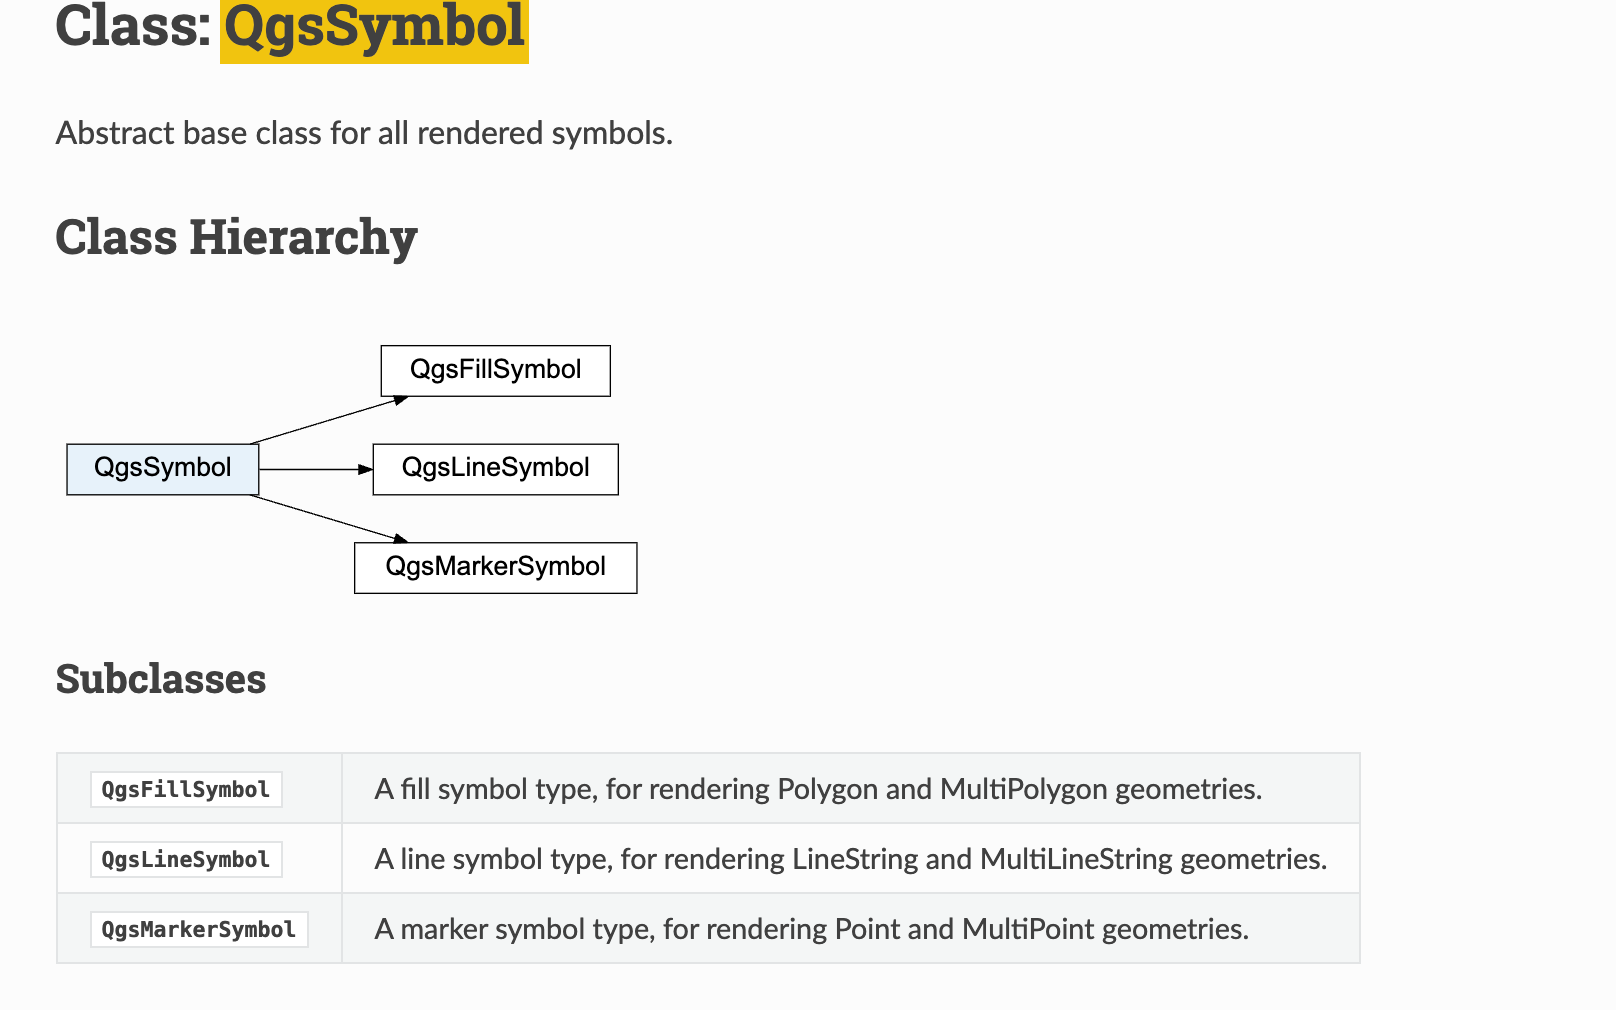 Class: QgsSymbol
Abstract base class for all rendered symbols.
Class Hierarchy
QgsFillSymbol
QgsSymbol
QgsLineSymbol
QgsMarkerSymbol
Subclasses
QgsFillSymbol A fill symbol type, for rendering Polygon and MultiPolygon geometries.
QgsLineSymbol A line symbol type, for rendering LineString and MultiLineString geometries.
QgsMarkerSymbol A marker symbol type, for rendering Point and MultiPoint geometries.